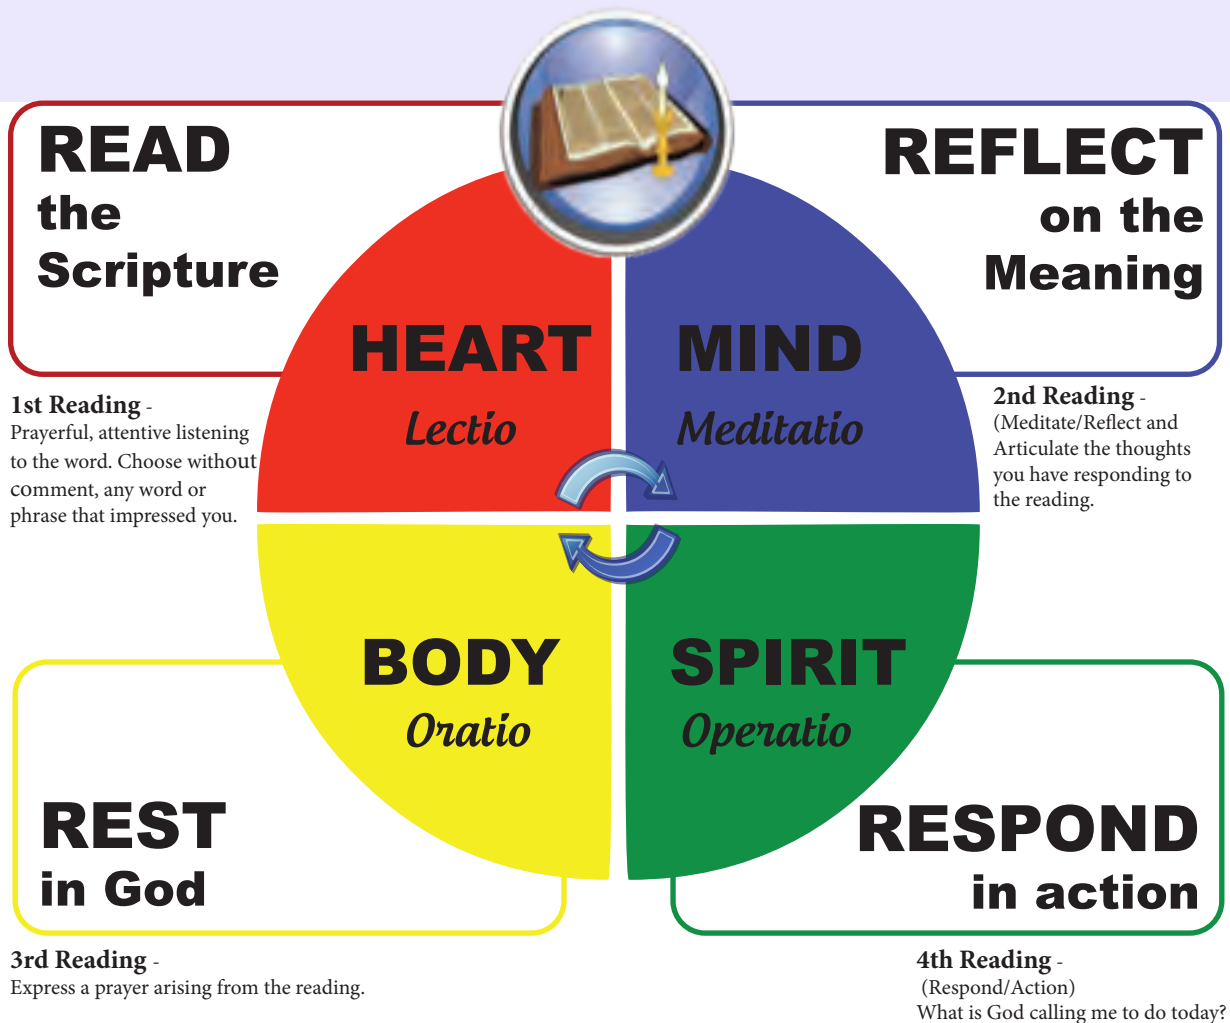 READ
the
Scripture
REFLECT
on the
Meaning
HEART
Lectio
MIND
Meditatio
1st Reading -
Prayerful, attentive listening
to the word. Choose without
comment, any word or
phrase that impressed you.
2nd Reading -
(Meditate/Reflect and
Articulate the thoughts
you have responding to
the reading.
BODY
Oratio
SPIRIT
Operatio
REST
in God
RESPOND
in action
3rd Reading -
Express a prayer arising from the reading.
4th Reading -
(Respond/Action)
What is God calling me to do today?